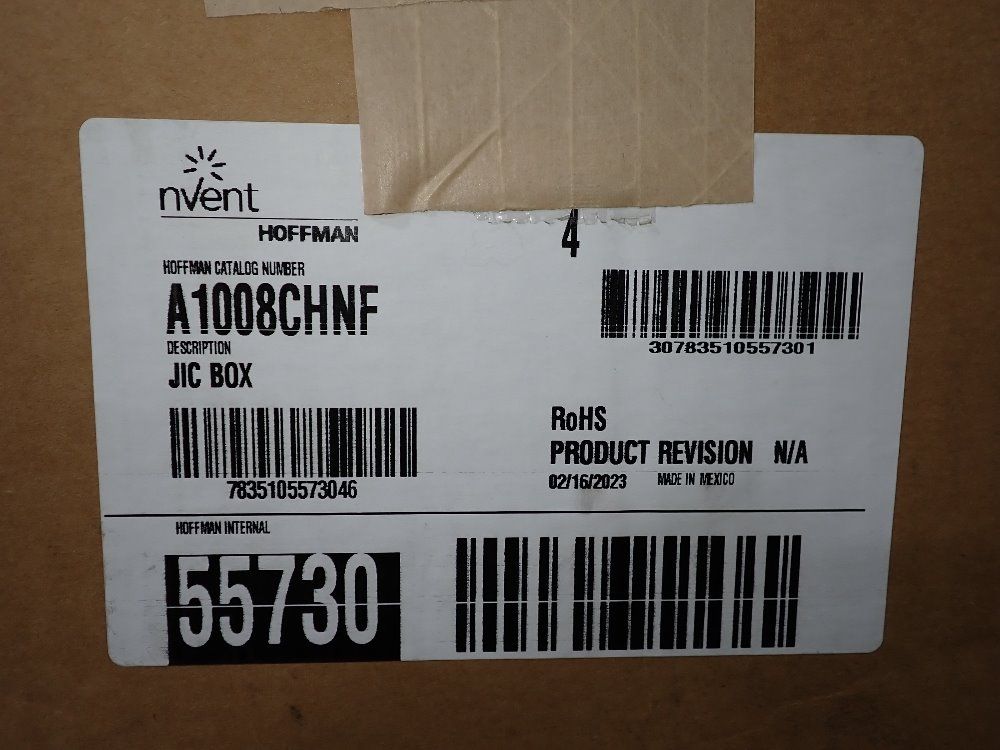 nVent
HOFFMAN
4
HOFFMAN CATALOG NUMBER
A1008CHNF
DESCRIPTION
JIC BOX
30783510557301
7835105573046
RoHS
PRODUCT REVISION N/A
02/16/2023 MADE IN MEXICO
HOFFMAN INTERNAL
55730